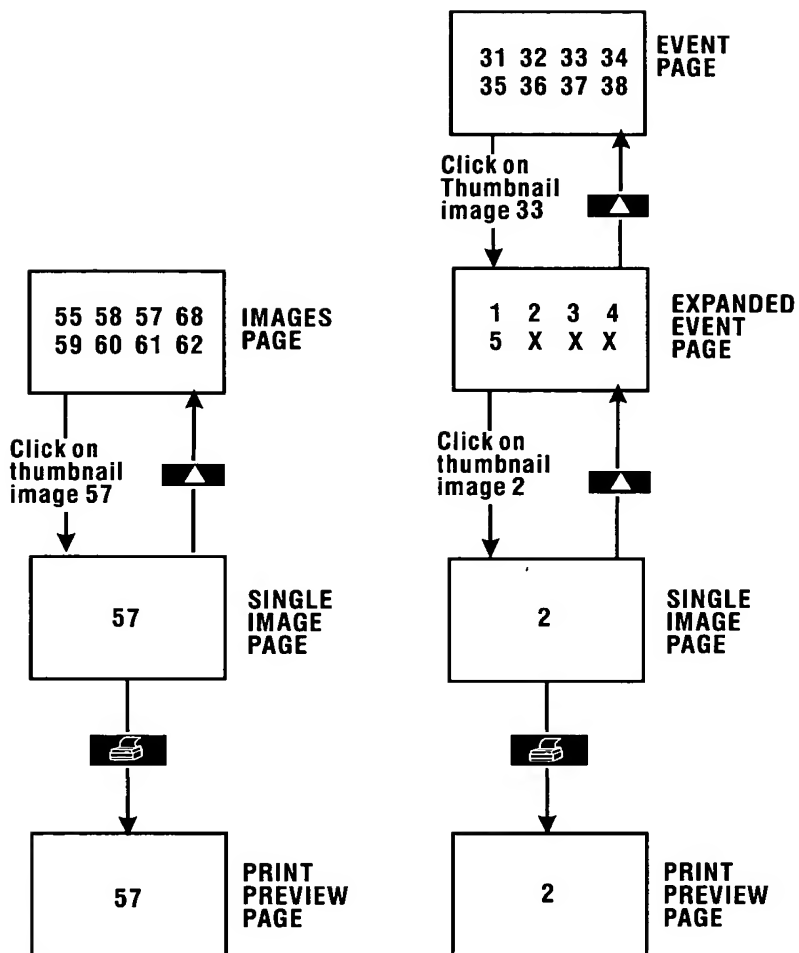 31 32 33 34
35 36 37 38
EVENT
PAGE
Click on
Thumbnail
image 33
1 2 3 4
5 X X X
EXPANDED
EVENT
PAGE
Click on
thumbnail
image 2
2
SINGLE
IMAGE
PAGE
2
PRINT
PREVIEW
PAGE
55 58 57 68
59 60 61 62
IMAGES
PAGE
Click on
thumbnail
image 57
57
SINGLE
IMAGE
PAGE
57
PRINT
PREVIEW
PAGE